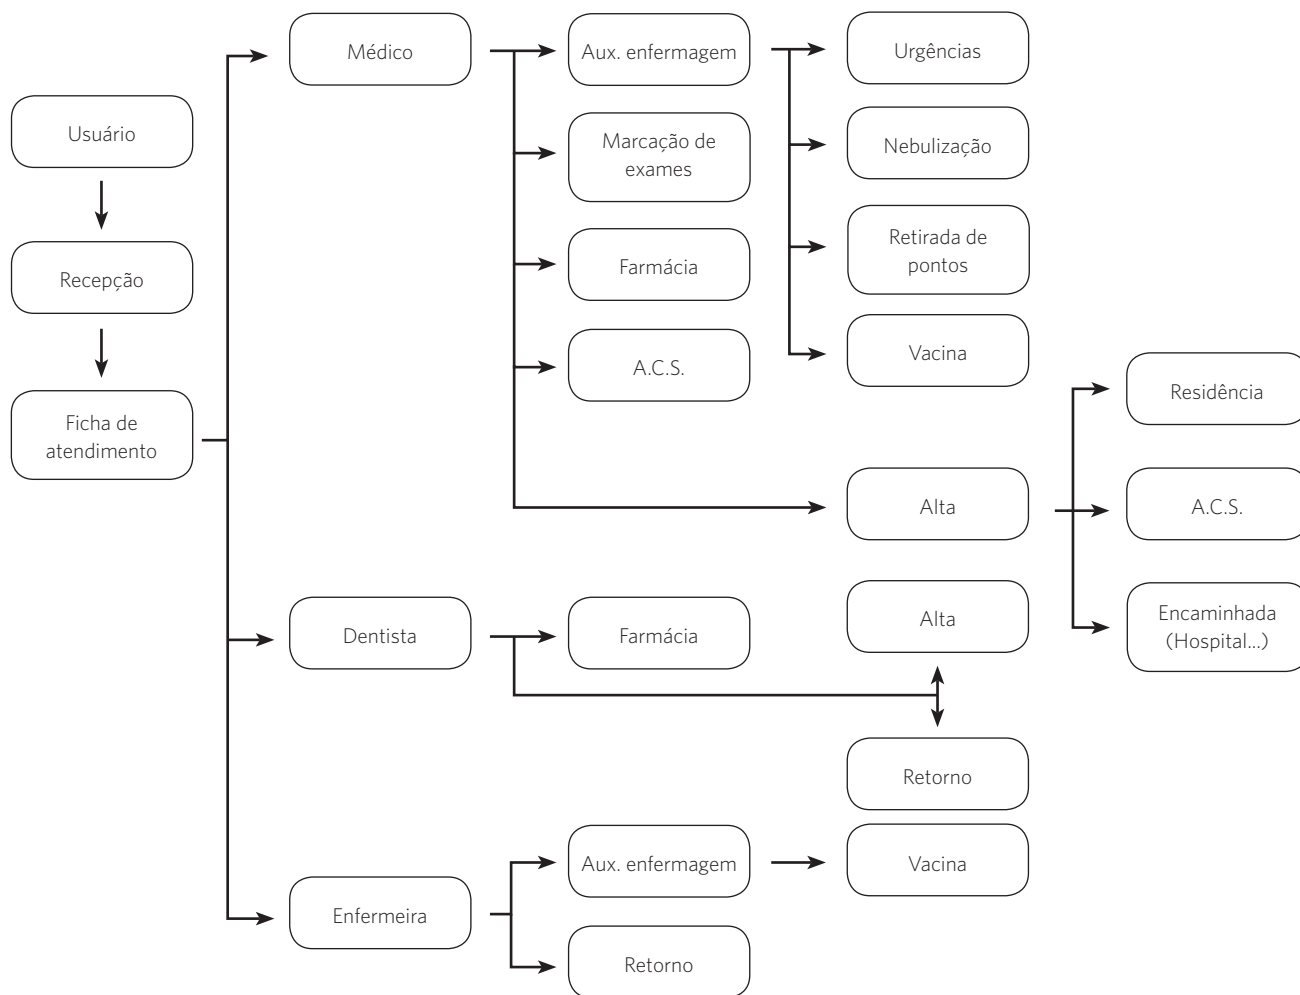 Usuário
Recepção
Ficha de
atendimento
Médico
Aux. enfermagem
Urgências
Nebulização
Retirada de
pontos
Vacina
Marcação de
exames
Farmácia
A.C.S.
Alta
Residência
A.C.S.
Encaminhada
(Hospital...)
Dentista
Farmácia
Alta
Retorno
Enfermeira
Aux. enfermagem
Vacina
Retorno